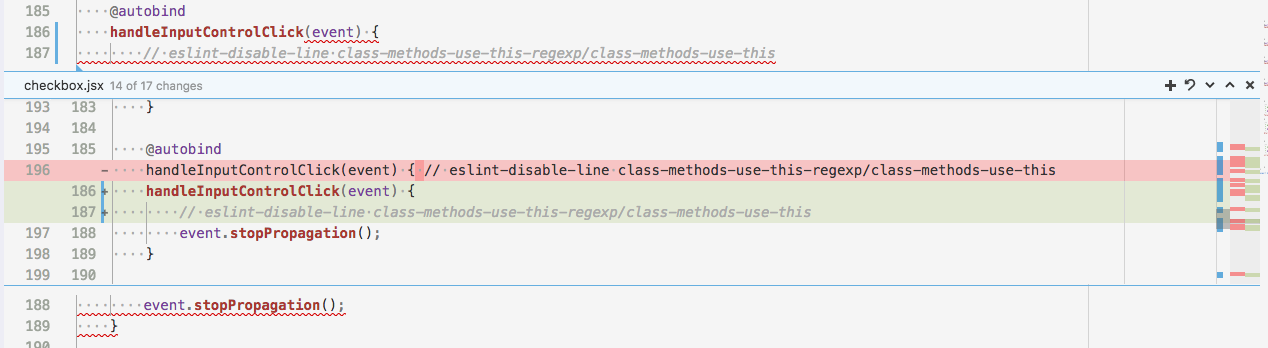 185 @autobind
186 handleInputControlClick(event) {
187 // eslint-disable-line class-methods-use-this-regexp/class-methods-use-this
checkbox.jsx 14 of 17 changes
193 183 }
194 184
195 185 @autobind
196 - handleInputControlClick(event) { // eslint-disable-line class-methods-use-this-regexp/class-methods-use-this
186 + handleInputControlClick(event) {
187 + // eslint-disable-line class-methods-use-this-regexp/class-methods-use-this
197 188 event.stopPropagation();
198 189 }
199 190
188 event.stopPropagation();
189 }
190